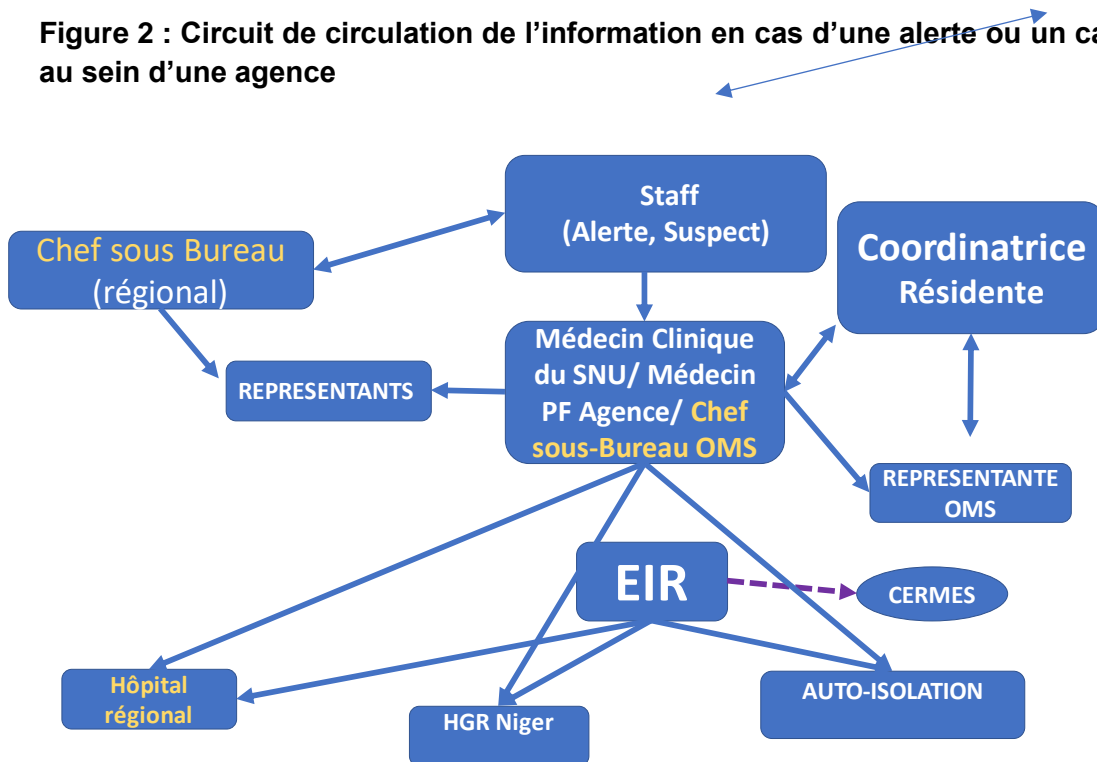 Figure 2 : Circuit de circulation de l’information en cas d’une alerte ou un ca
au sein d’une agence
Staff
(Alerte, Suspect)
Chef sous Bureau
(régional)
Coordinatrice
Résidente
Médecin Clinique
du SNU/ Médecin
PF Agence/ Chef
sous-Bureau OMS
REPRESENTANTS
REPRESENTANTE
OMS
EIR
CERMES
Hôpital
régional
HGR Niger
AUTO-ISOLATION